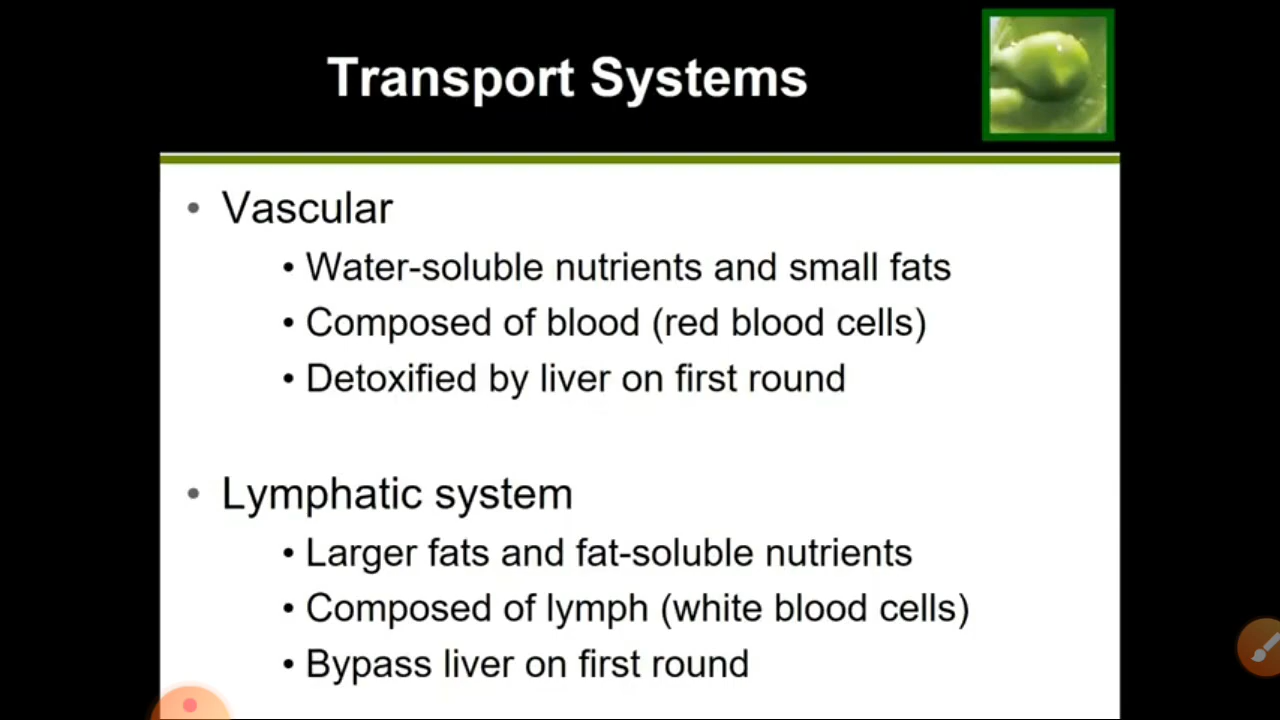 Transport Systems
• Vascular
• Water-soluble nutrients and small fats
• Composed of blood (red blood cells)
• Detoxified by liver on first round
• Lymphatic system
• Larger fats and fat-soluble nutrients
• Composed of lymph (white blood cells)
• Bypass liver on first round